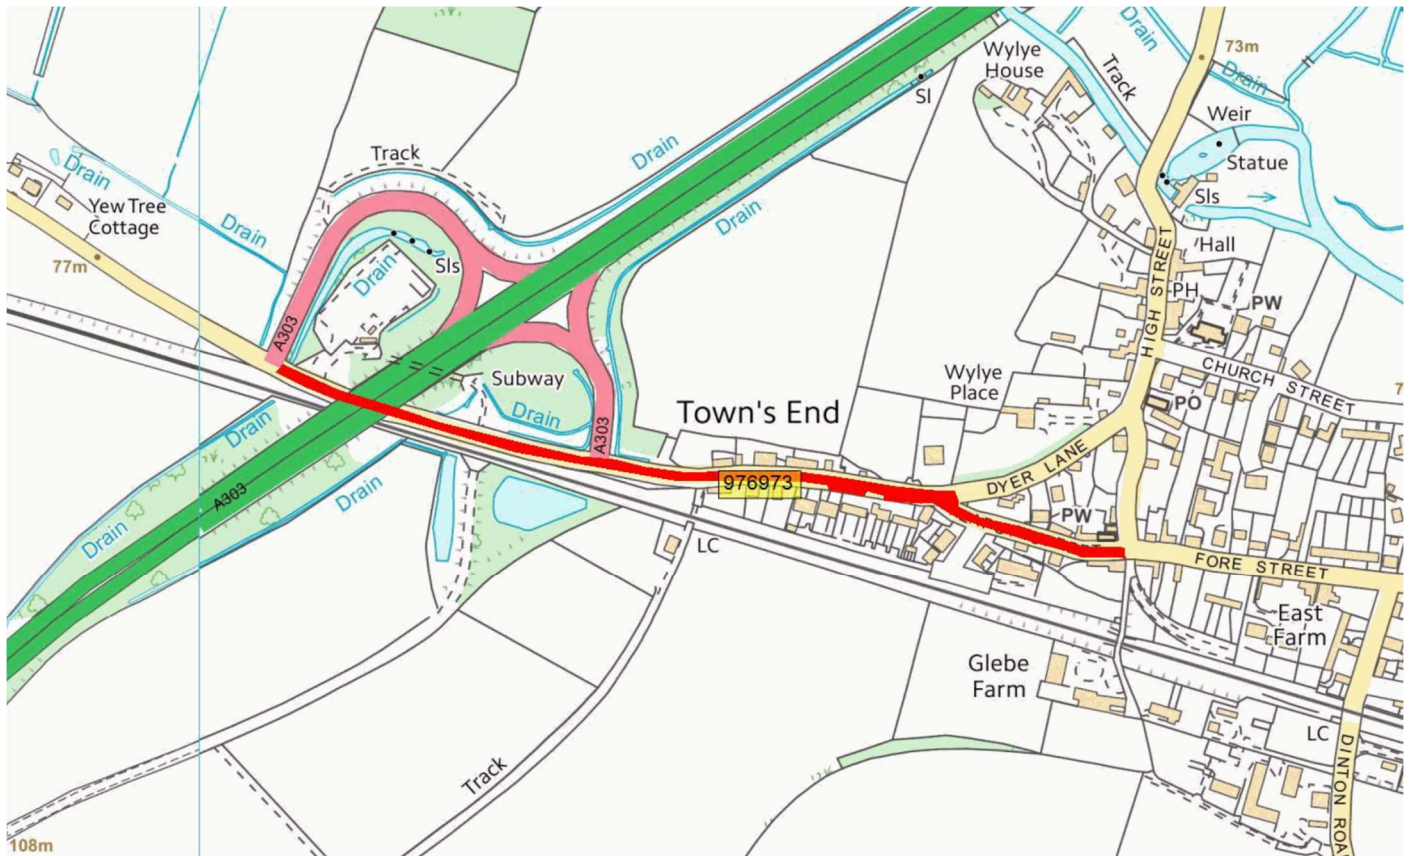 73m
Drain
Wylye
House
Track
Drain
Sl
Weir
Statue
Sls
Track
Drain
Drain
Yew Tree
Cottage
Drain
Drain
77m
Sls
Drain
Hall
HIGH STREET
PH
PW
A303
Subway
Drain
Wylye
Place
CHURCH STREET
7
PO
Town's End
A303
Drain
A303
Drain
Drain
976973
DYER LANE
PW
LC
FORE STREET
East
Farm
Glebe
Farm
LC
DINTON ROA
Track
108m